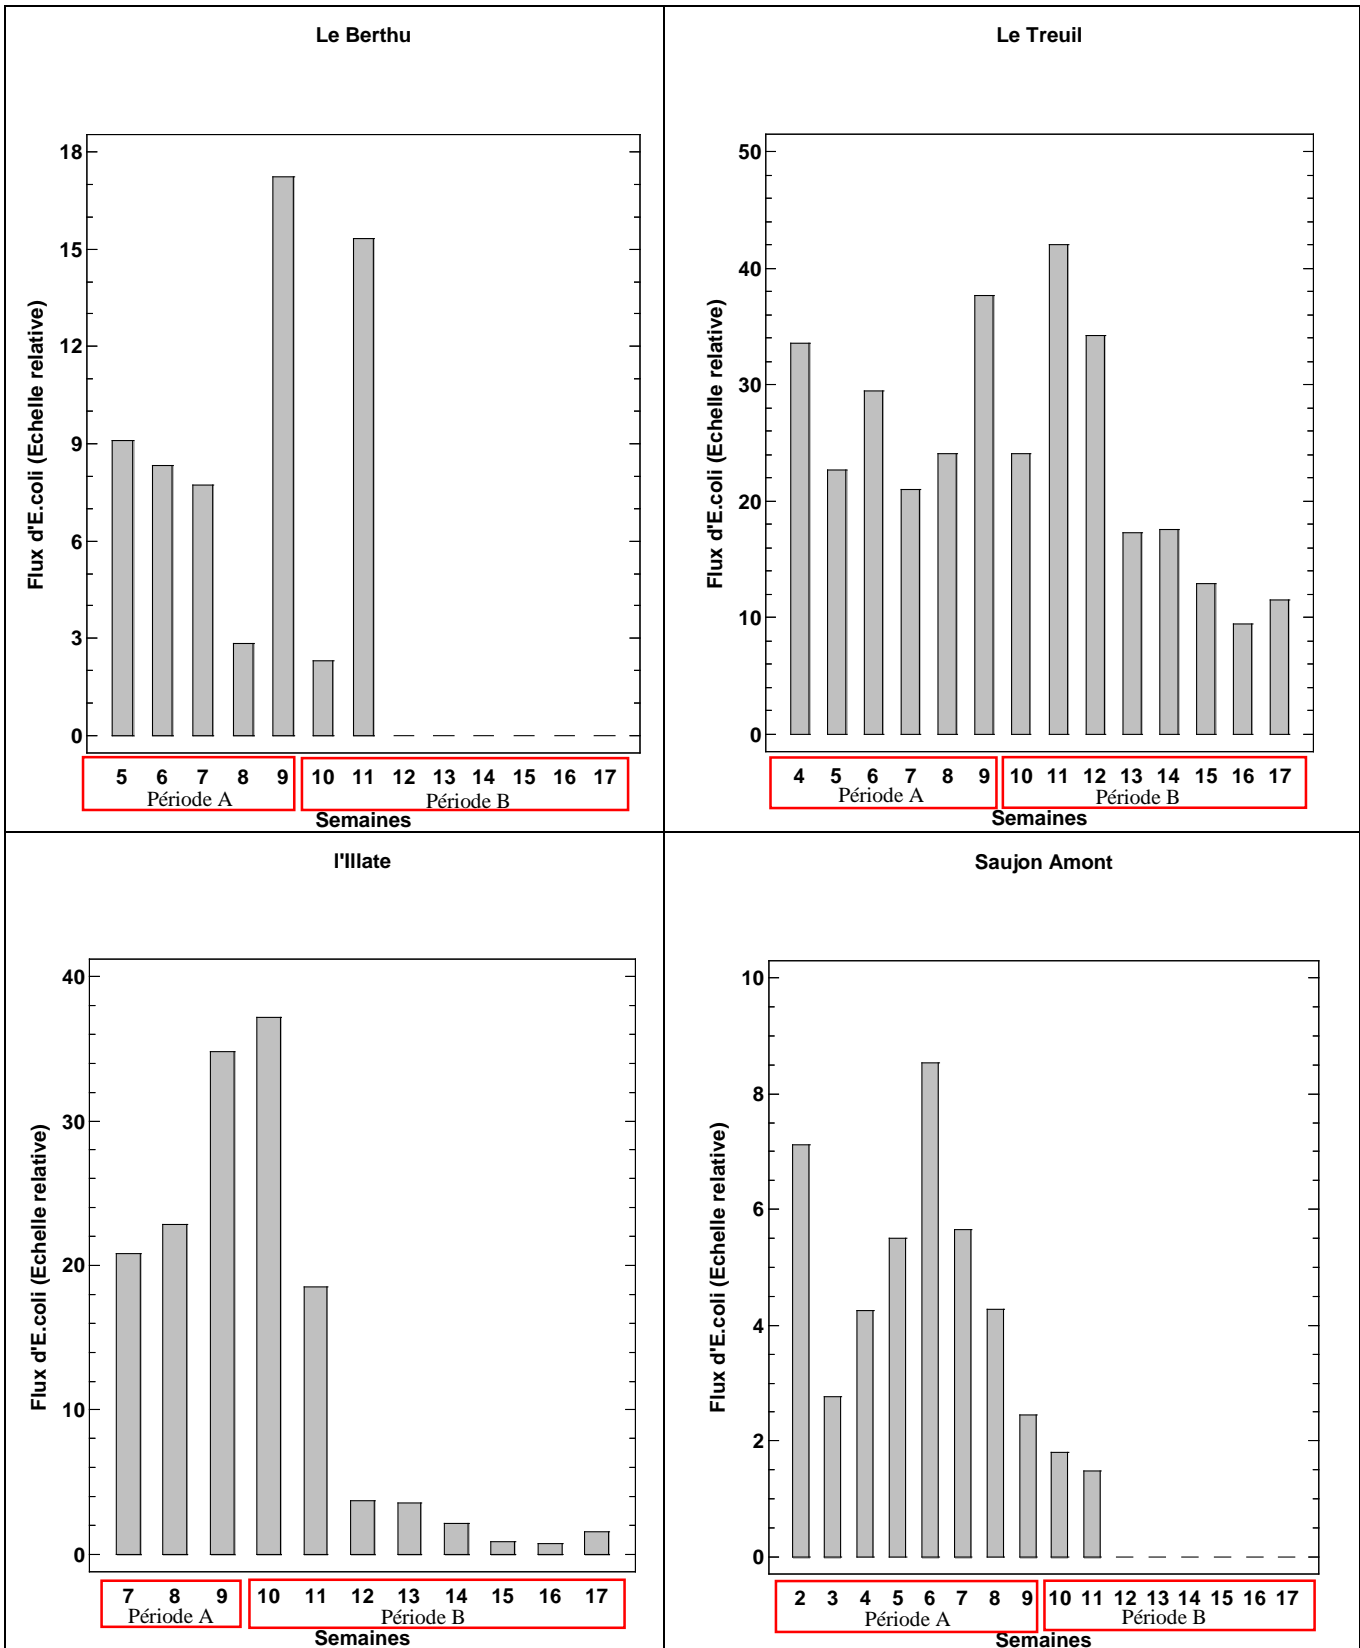 Le Berthu
18
15
12
9
6
3
0
Flux d'E.coli (Echelle relative)
5 6 7 8 9 10 11 12 13 14 15 16 17
Période A Période B
Semaines
Le Treuil
50
40
30
20
10
0
Flux d'E.coli (Echelle relative)
4 5 6 7 8 9 10 11 12 13 14 15 16 17
Période A Période B
Semaines
l'Illate
40
30
20
10
0
Flux d'E.coli (Echelle relative)
7 8 9 10 11 12 13 14 15 16 17
Période A Période B
Semaines
Saujon Amont
10
8
6
4
2
0
Flux d'E.coli (Echelle relative)
2 3 4 5 6 7 8 9 10 11 12 13 14 15 16 17
Période A Période B
Semaines